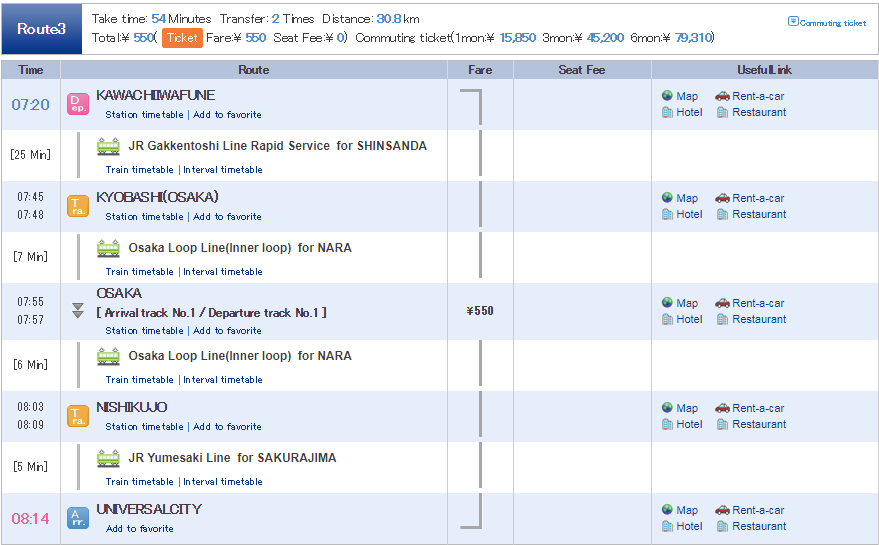 Route3
Take time: 54 Minutes Transfer: 2 Times Distance: 30.8 km
Total:¥ 550( Ticket Fare:¥ 550 Seat Fee:¥ 0) Commuting ticket(1mon:¥ 15,850 3mon:¥ 45,200 6mon:¥ 79,310)
Commuting ticket
Time Route Fare Seat Fee UsefulLink
07:20 Dep. KAWACHIIWAFUNE Map Rent-a-car
Station timetable | Add to favorite Hotel Restaurant
[25 Min] JR Gakkentoshi Line Rapid Service for SHINSANDA
Train timetable | Interval timetable
07:45 Tra. KYOBASHI(OSAKA) Map Rent-a-car
07:48 Station timetable | Add to favorite Hotel Restaurant
[7 Min] Osaka Loop Line(Inner loop) for NARA
Train timetable | Interval timetable
07:55 OSAKA Map Rent-a-car
[ Arrival track No.1 / Departure track No.1 ] ¥550
07:57 Station timetable | Add to favorite Hotel Restaurant
[6 Min] Osaka Loop Line(Inner loop) for NARA
Train timetable | Interval timetable
08:03 Tra. NISHIKUJO Map Rent-a-car
08:09 Station timetable | Add to favorite Hotel Restaurant
[5 Min] JR Yumesaki Line for SAKURAJIMA
Train timetable | Interval timetable
08:14 Arr. UNIVERSALCITY Map Rent-a-car
Add to favorite Hotel Restaurant